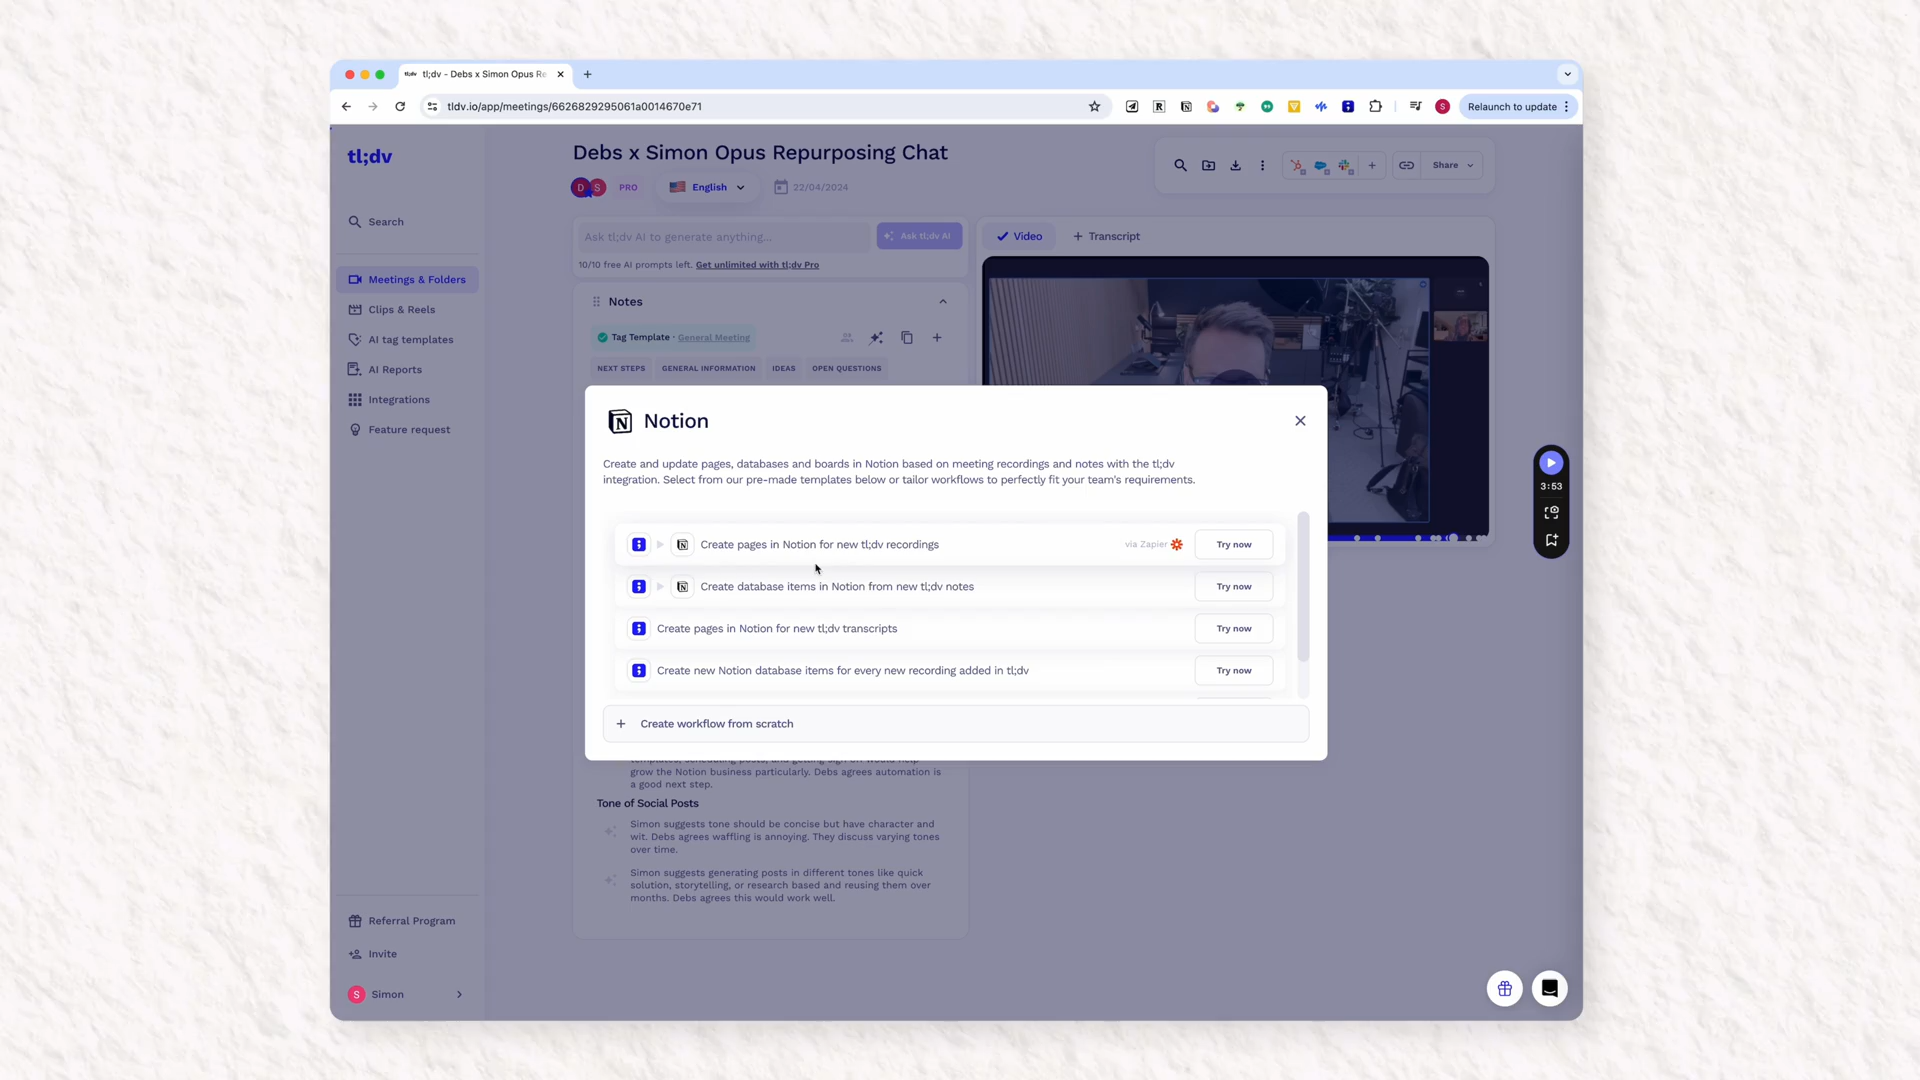 tl;dv - Debs x Simon Opus Re
tldv.io/app/meetings/6626829295061a0014670e71
S
Relaunch to update
tl;dv
Search
Meetings & Folders
Clips & Reels
AI tag templates
AI Reports
Integrations
Feature request
Referral Program
Invite
S Simon
Debs x Simon Opus Repurposing Chat
D S PRO English 22/04/2024
Share
Ask tl;dv AI to generate anything... Ask tl;dv AI
10/10 free AI prompts left. Get unlimited with tl;dv Pro
Video Transcript
Notes
Tag Template · General Meeting
NEXT STEPS GENERAL INFORMATION IDEAS OPEN QUESTIONS
Notion
Create and update pages, databases and boards in Notion based on meeting recordings and notes with the tl;dv
integration. Select from our pre-made templates below or tailor workflows to perfectly fit your team's requirements.
Create pages in Notion for new tl;dv recordings via Zapier Try now
Create database items in Notion from new tl;dv notes Try now
Create pages in Notion for new tl;dv transcripts Try now
Create new Notion database items for every new recording added in tl;dv Try now
+ Create workflow from scratch
3:53
templates, scheduling posts, and getting sign off would help
grow the Notion business particularly. Debs agrees automation is
a good next step.
Tone of Social Posts
Simon suggests tone should be concise but have character and
wit. Debs agrees waffling is annoying. They discuss varying tones
over time.
Simon suggests generating posts in different tones like quick
solution, storytelling, or research based and reusing them over
months. Debs agrees this would work well.